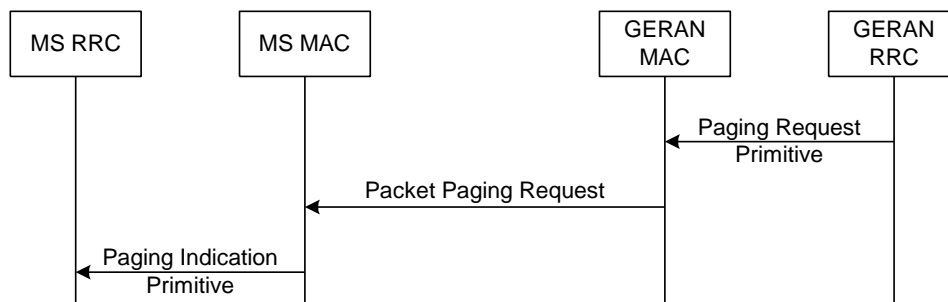 MS RRC
MS MAC
GERAN
MAC
GERAN
RRC
Paging Request
Primitive
Packet Paging Request
Paging Indication
Primitive